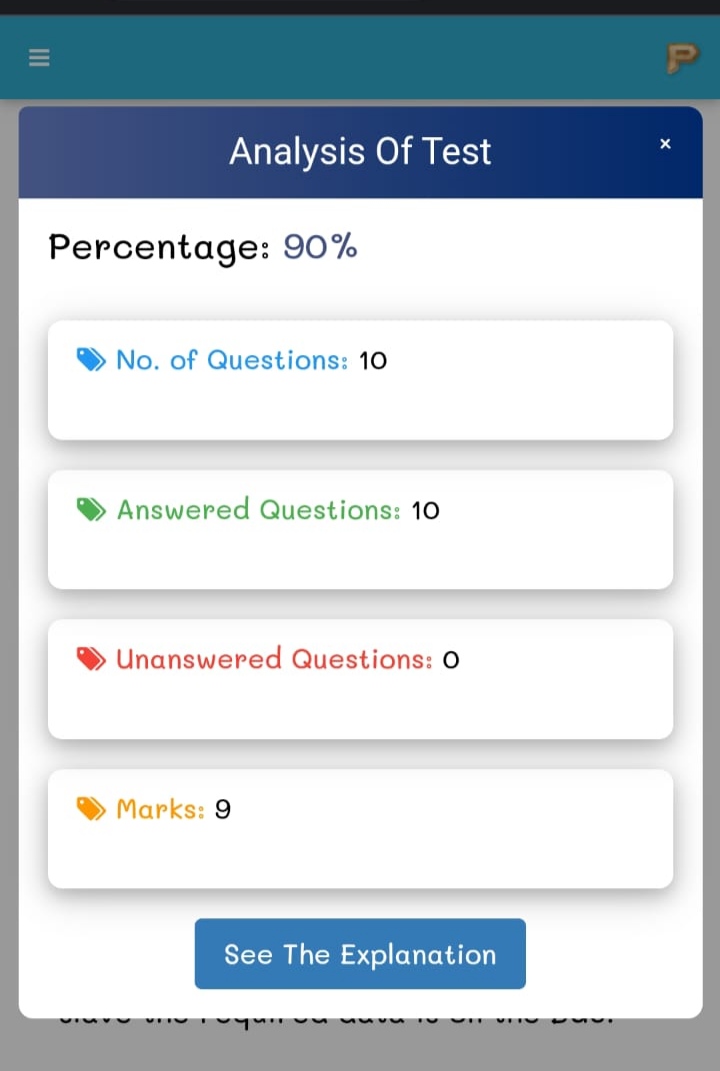 Analysis Of Test
×
Percentage: 90%
No. of Questions: 10
Answered Questions: 10
Unanswered Questions: 0
Marks: 9
See The Explanation